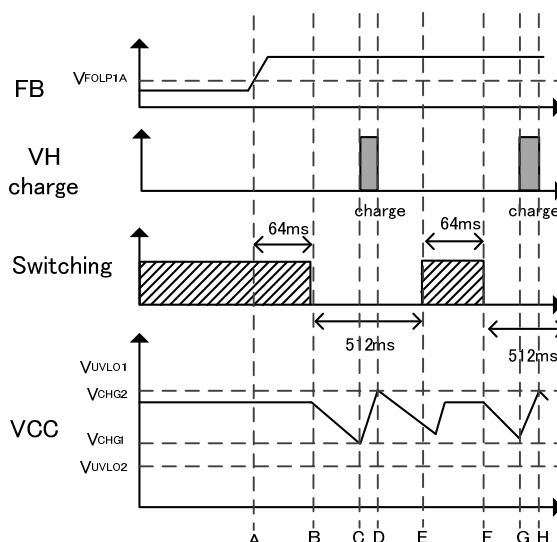 FB
VFOLP1A
VH
charge
charge
charge
Switching
64ms
64ms
512ms
512ms
VCC
VUVLO1
VCHG2
VCHG1
VUVLO2
A B C D E F G H